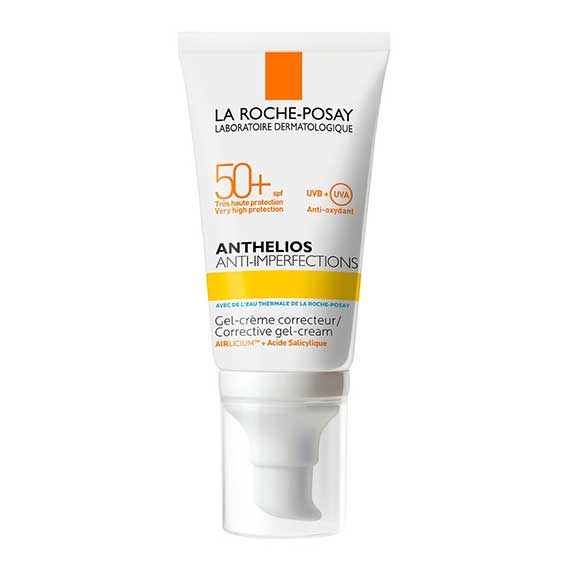 LA ROCHE-POSAY
LABORATOIRE DERMATOLOGIQUE
50+ spf
Très haute protection
Very high protection
UVB + UVA
Anti-oxydant
ANTHELIOS
ANTI-IMPERFECTIONS
AVEC DE L'EAU THERMALE DE LA ROCHE-POSAY
Gel-crème correcteur/
Corrective gel-cream
AIRLICIUM™ + Acide Salicylique